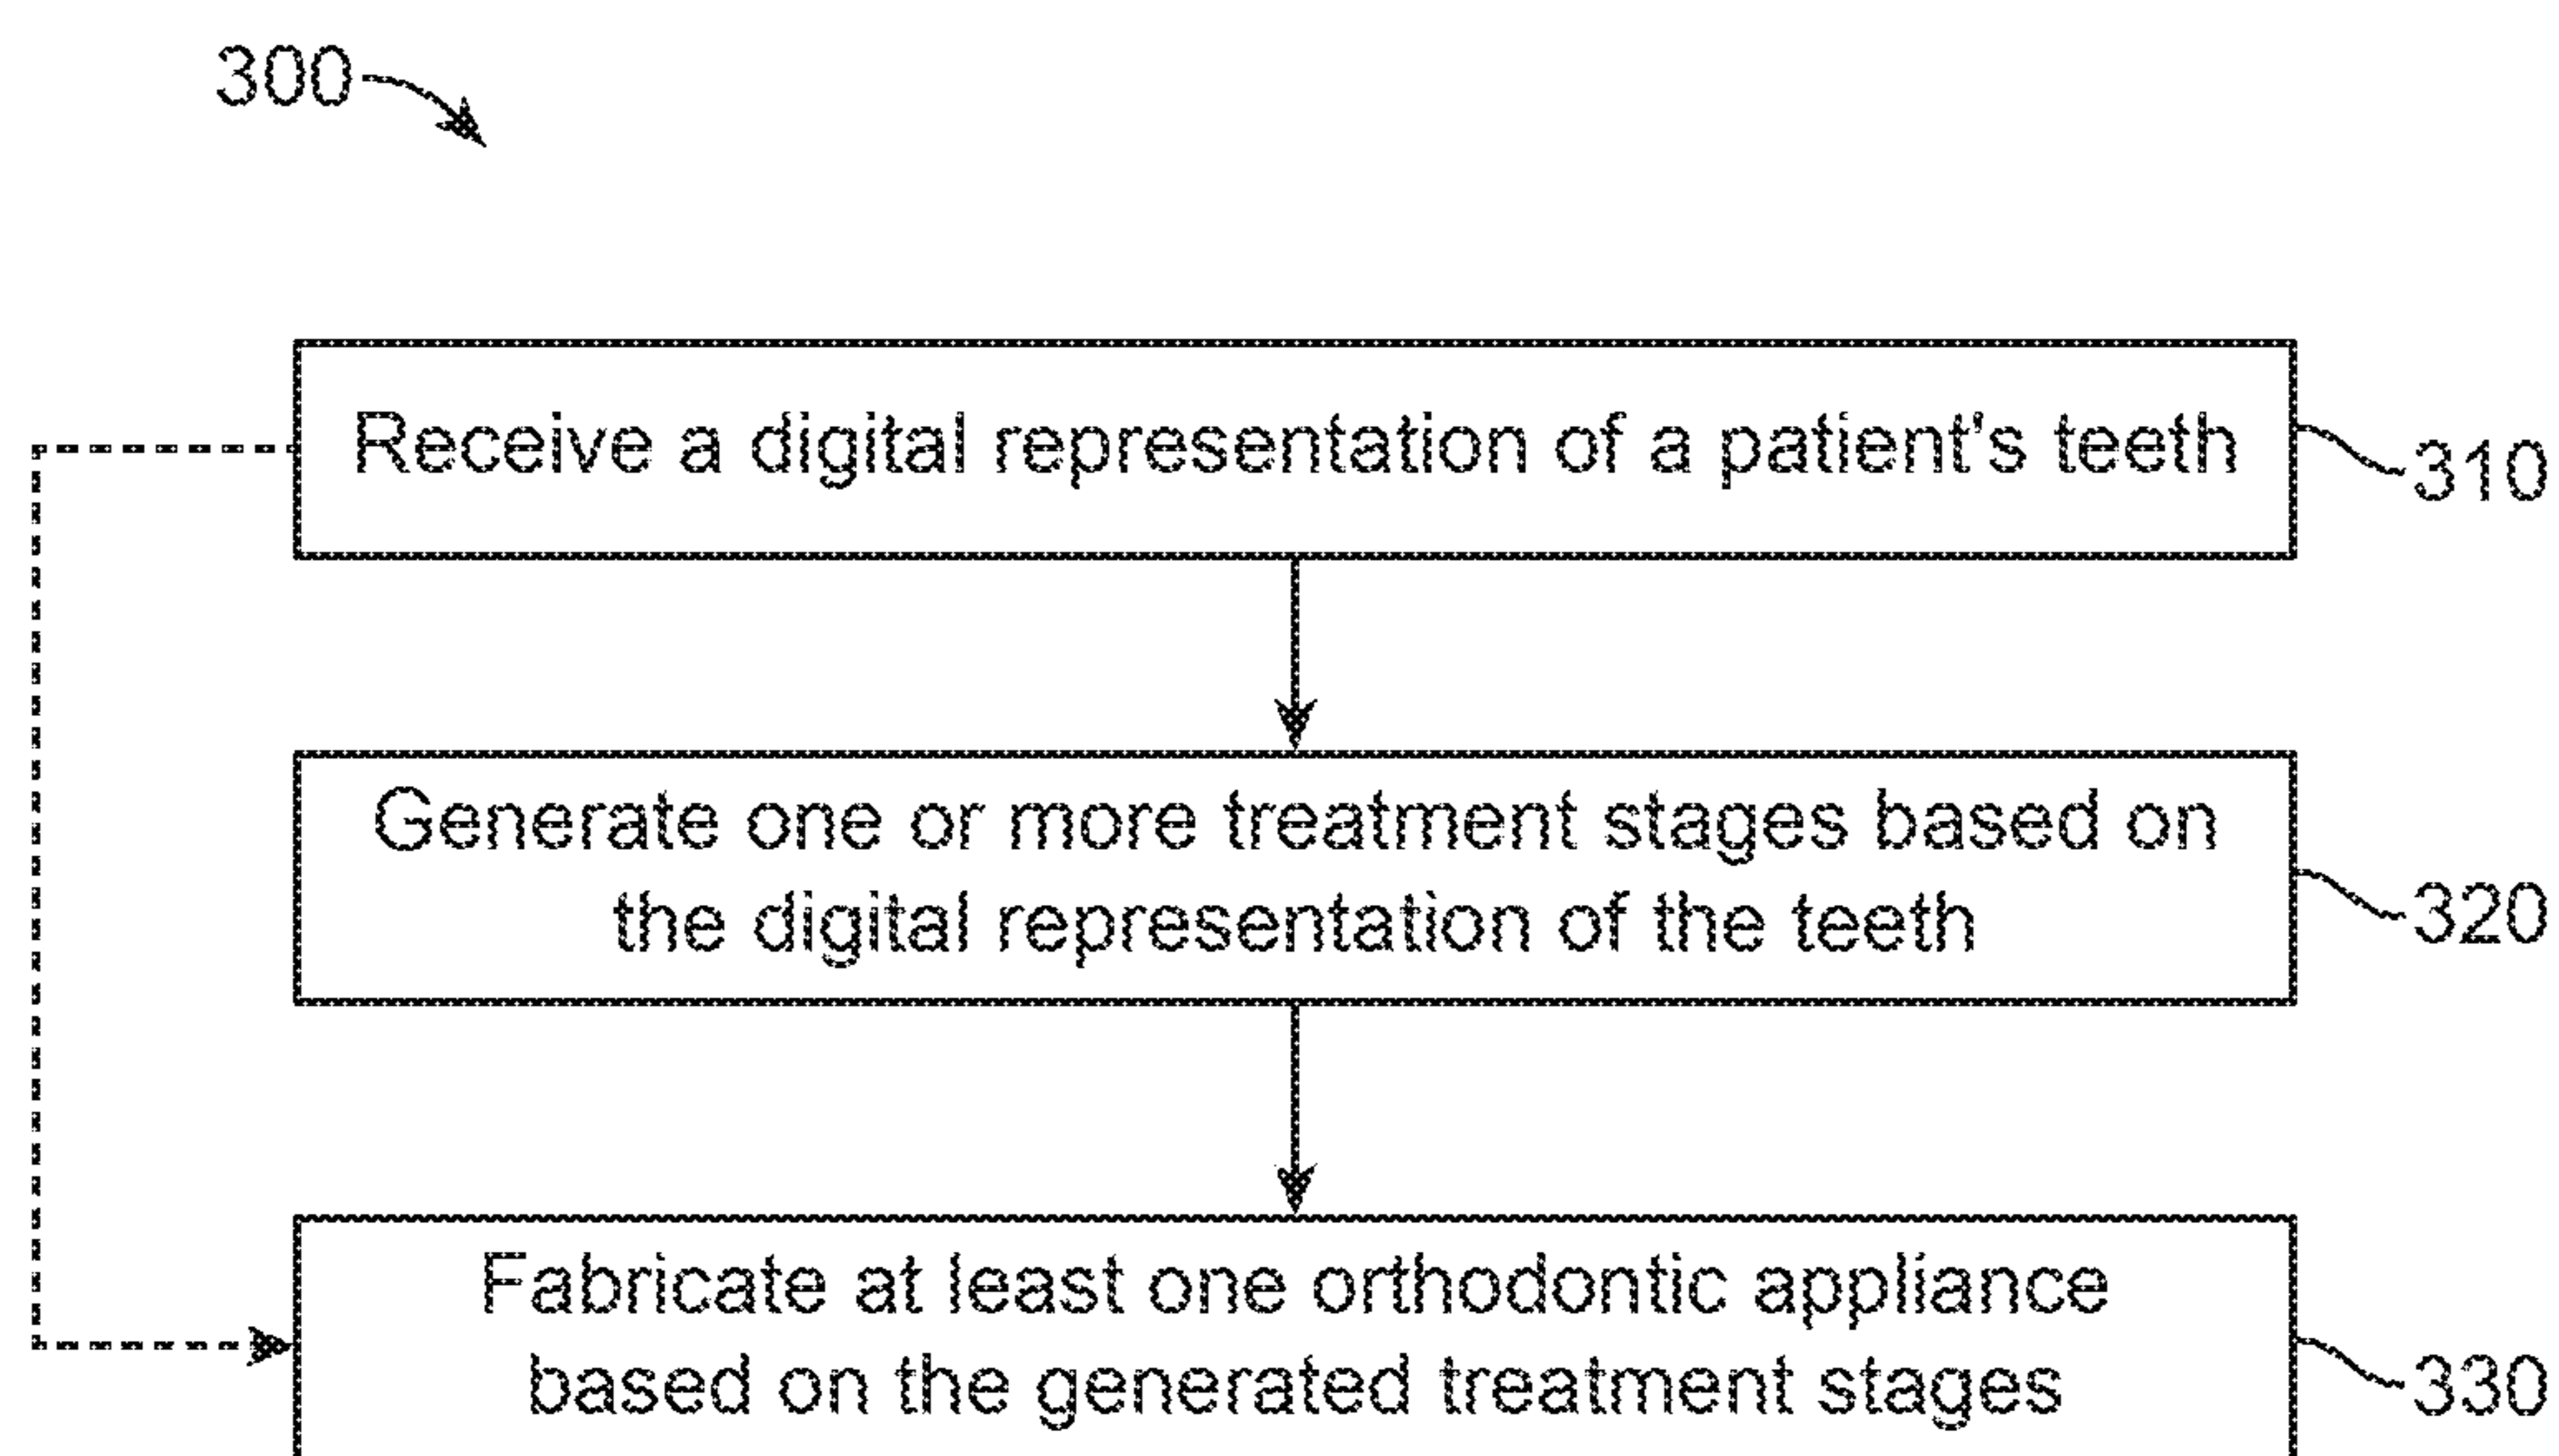 300
Receive a digital representation of a patient's teeth
310
Generate one or more treatment stages based on
the digital representation of the teeth
320
Fabricate at least one orthodontic appliance
based on the generated treatment stages
330